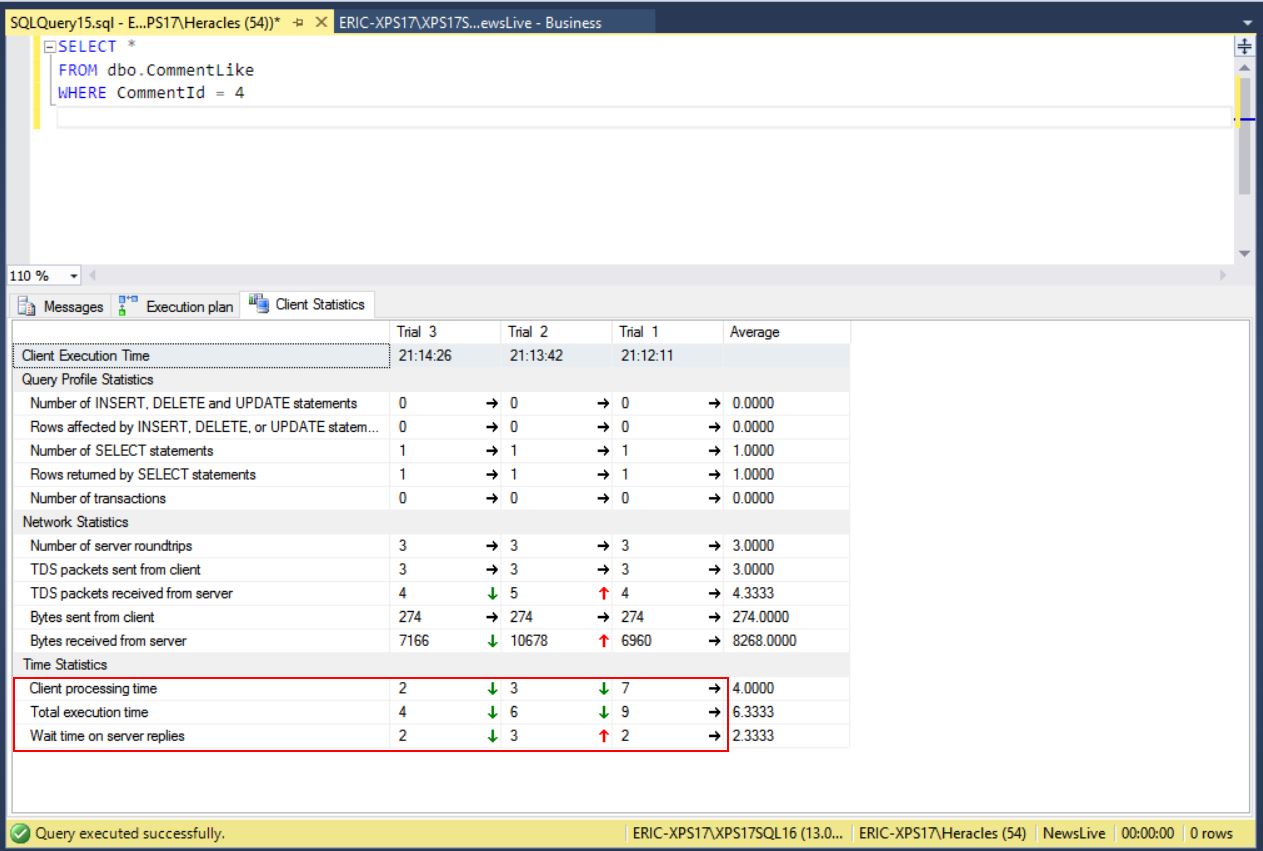 SQLQuery15.sql - E...PS17\Heracles (54))* ERIC-XPS17\XPS17S...ewsLive - Business
SELECT *
FROM dbo.CommentLike
WHERE CommentId = 4
110 %
Messages Execution plan Client Statistics
Trial 3 Trial 2 Trial 1 Average
Client Execution Time 21:14:26 21:13:42 21:12:11
Query Profile Statistics
Number of INSERT, DELETE and UPDATE statements 0 → 0 → 0 → 0.0000
Rows affected by INSERT, DELETE, or UPDATE statem... 0 → 0 → 0 → 0.0000
Number of SELECT statements 1 → 1 → 1 → 1.0000
Rows returned by SELECT statements 1 → 1 → 1 → 1.0000
Number of transactions 0 → 0 → 0 → 0.0000
Network Statistics
Number of server roundtrips 3 → 3 → 3 → 3.0000
TDS packets sent from client 3 → 3 → 3 → 3.0000
TDS packets received from server 4 ↓ 5 ↑ 4 → 4.3333
Bytes sent from client 274 → 274 → 274 → 274.0000
Bytes received from server 7166 ↓ 10678 ↑ 6960 → 8268.0000
Time Statistics
Client processing time 2 ↓ 3 ↓ 7 → 4.0000
Total execution time 4 ↓ 6 ↓ 9 → 6.3333
Wait time on server replies 2 ↓ 3 ↑ 2 → 2.3333
Query executed successfully. ERIC-XPS17\XPS17SQL16 (13.0... ERIC-XPS17\Heracles (54) NewsLive 00:00:00 0 rows